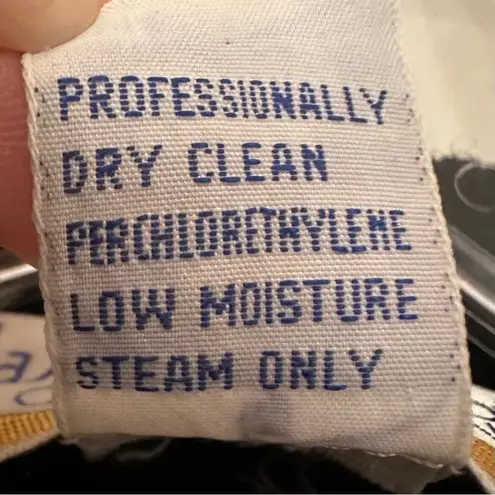 PROFESSIONALLY
DRY CLEAN
PERCHLORETHYLENE
LOW MOISTURE
STEAM ONLY